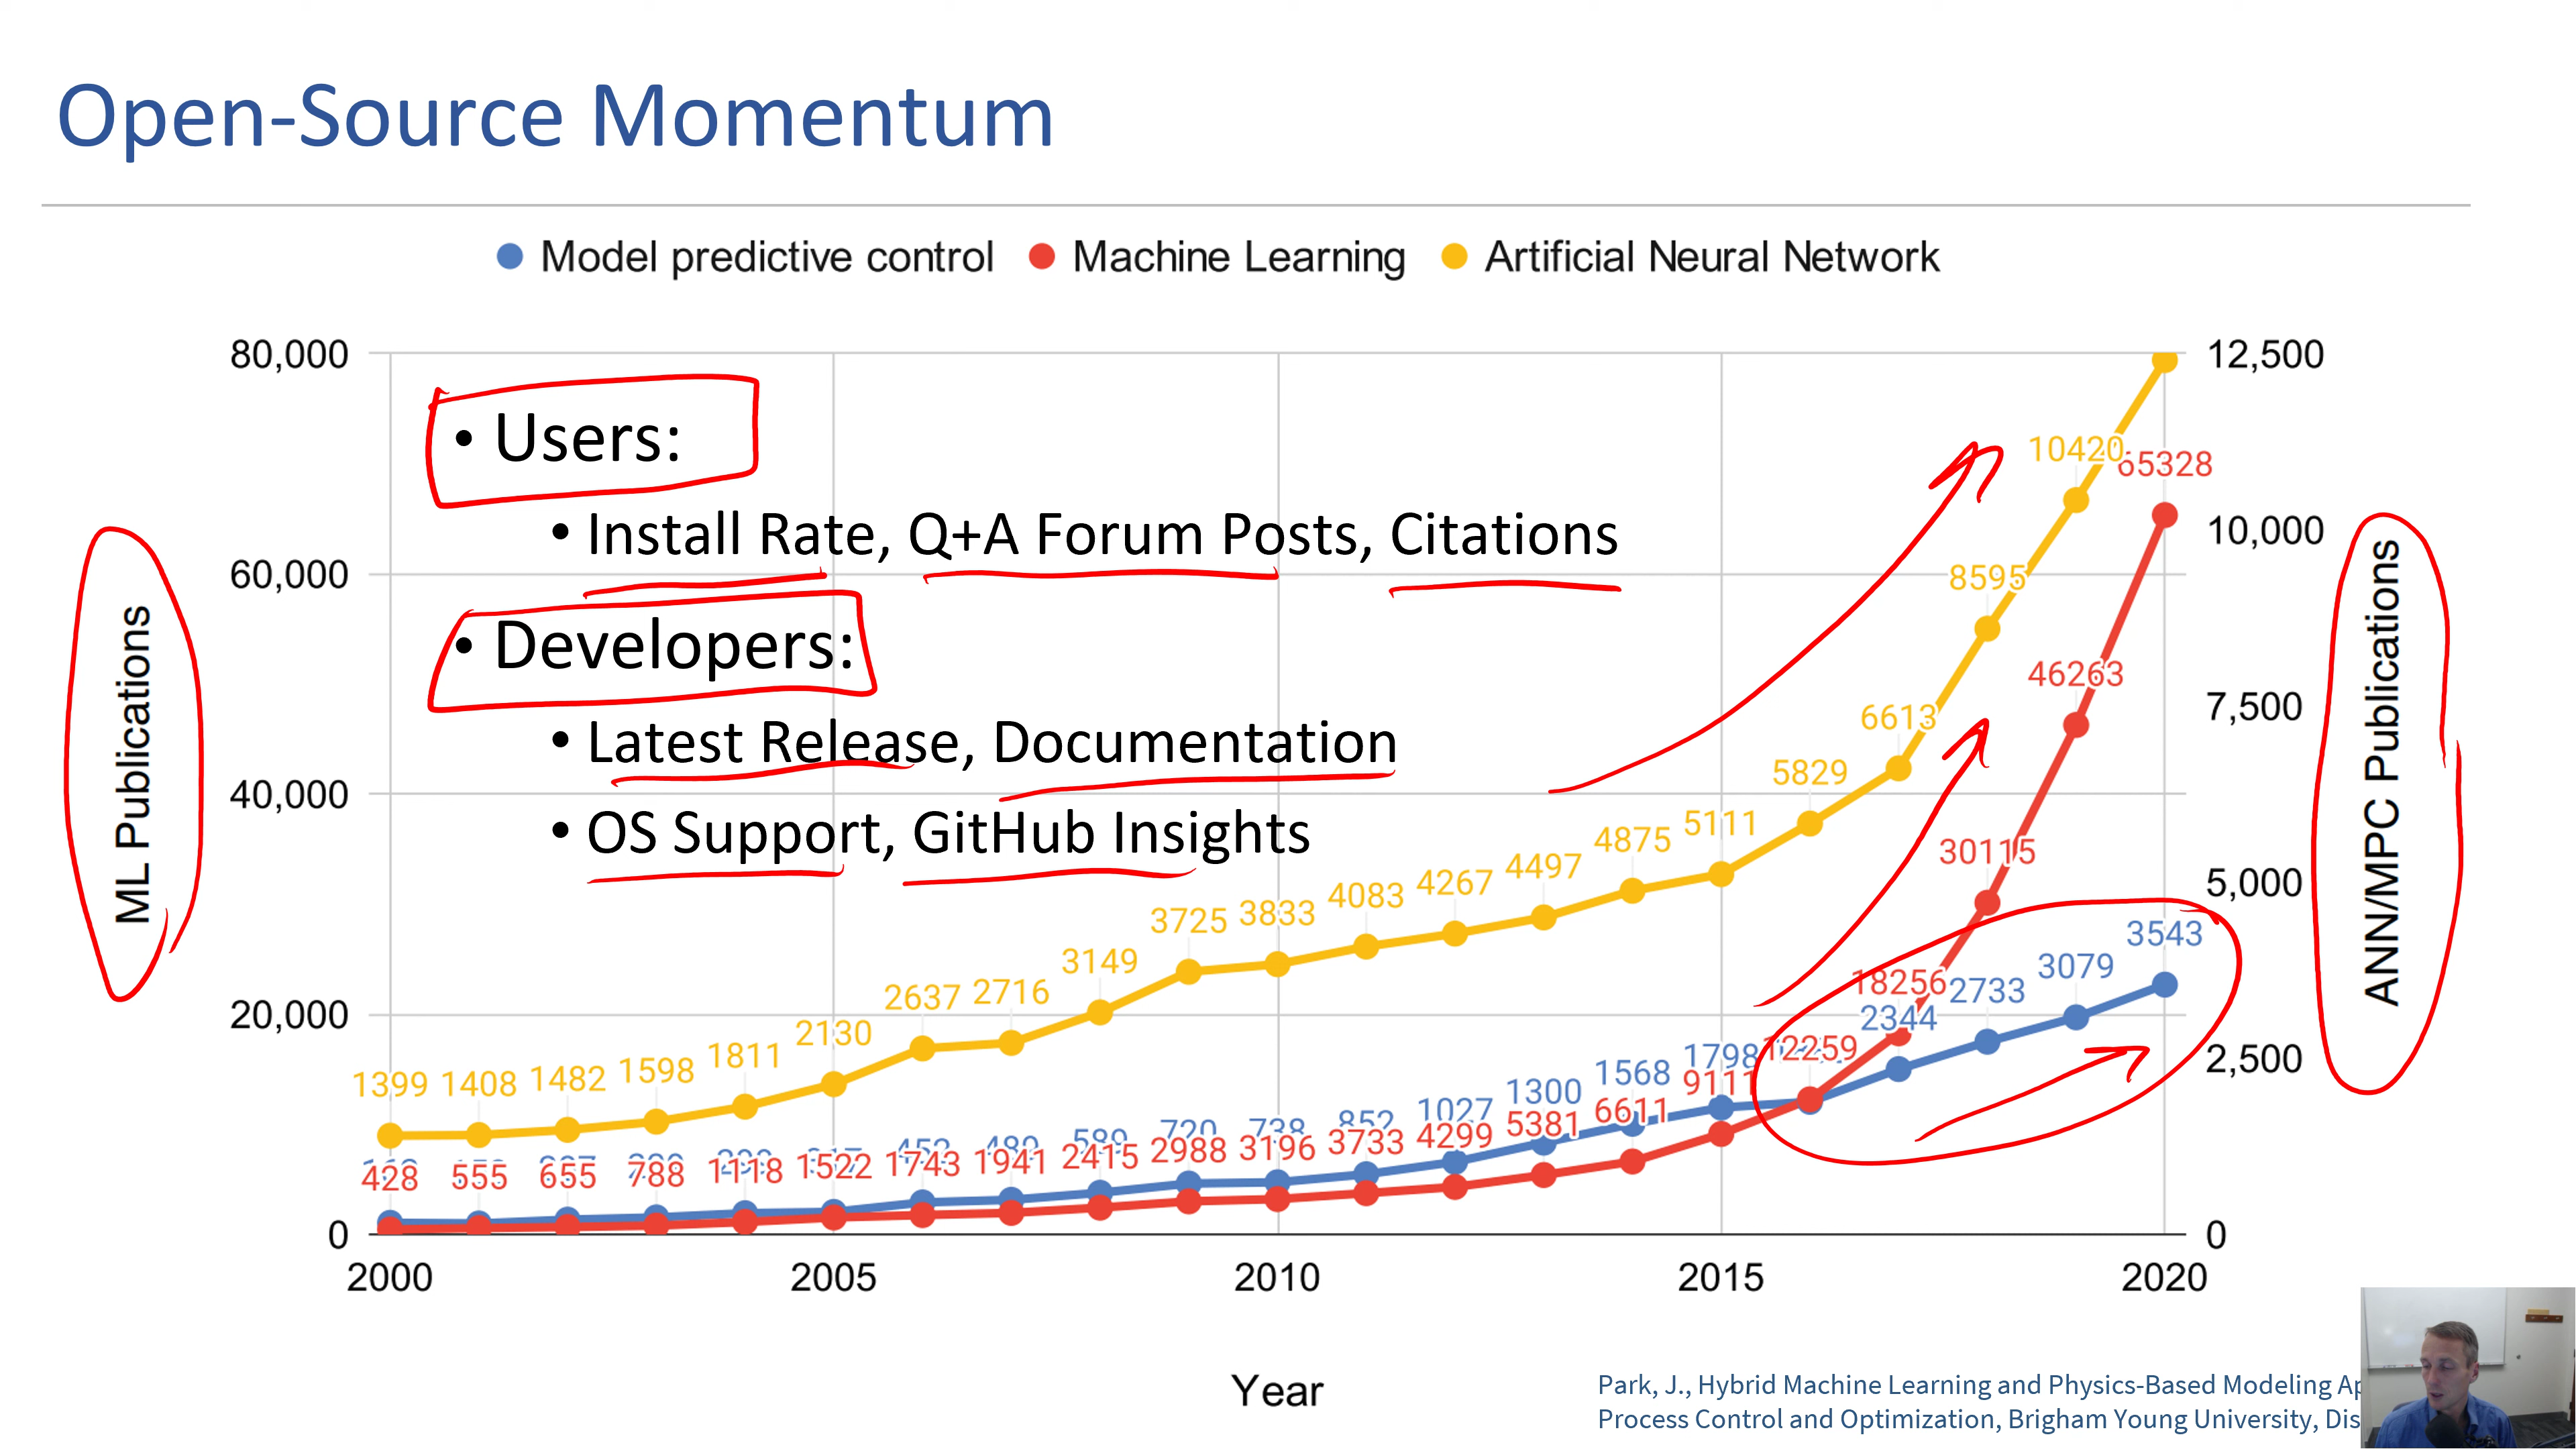 Open-Source Momentum
Model predictive control Machine Learning Artificial Neural Network
80,000
60,000
40,000
20,000
0
ML Publications
• Users:
• Install Rate, Q+A Forum Posts, Citations
• Developers:
• Latest Release, Documentation
• OS Support, GitHub Insights
1399 1408 1482 1598 1811 2130 2637 2716 3149 3725 3833 4083 4267 4497 4875 5111 5829 6613 8595 10420
720 738 852 1027 1300 1568 1798 2344 2733 3079 3543
428 555 655 788 1118 1522 1743 1941 2415 2988 3196 3733 4299 5381 6611 9111 12259 18256 30115 46263 65328
12,500
10,000
7,500
5,000
2,500
0
ANN/MPC Publications
2000 2005 2010 2015 2020
Year
Park, J., Hybrid Machine Learning and Physics-Based Modeling
Process Control and Optimization, Brigham Young University,